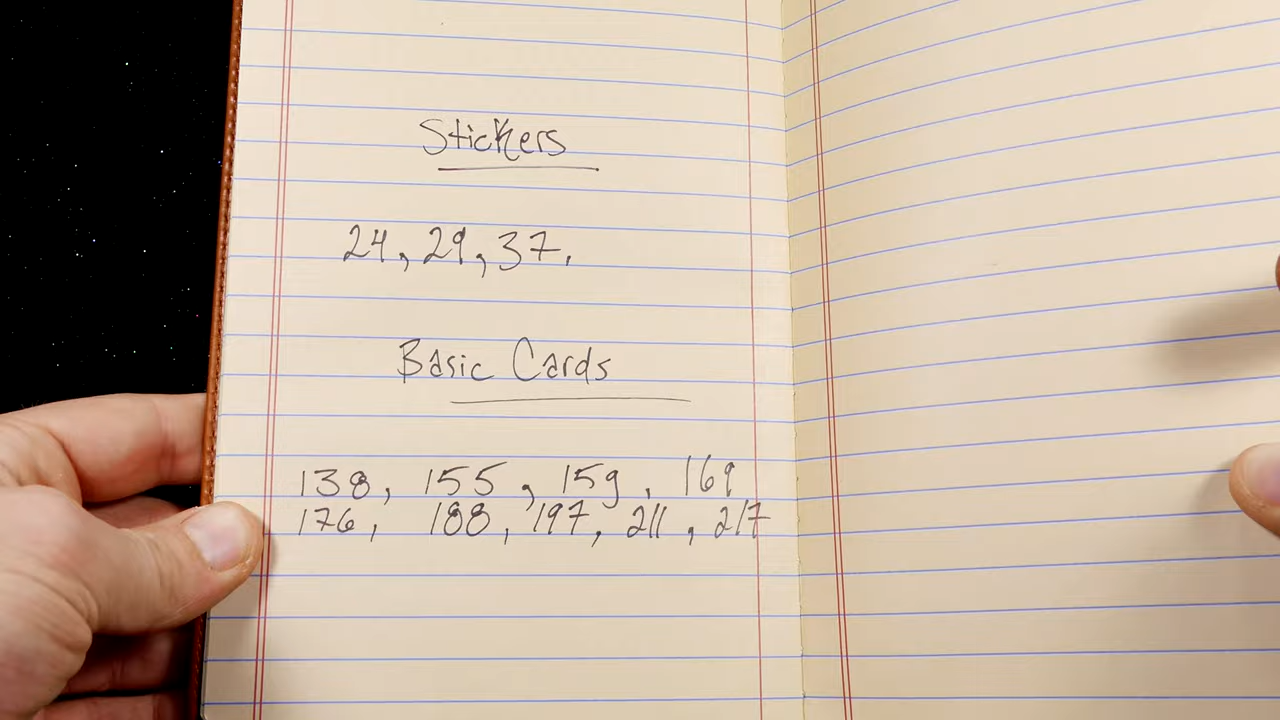 Stickers
24, 29, 37.
Basic Cards
138, 155, 159, 169
176, 188, 197, 211, 217